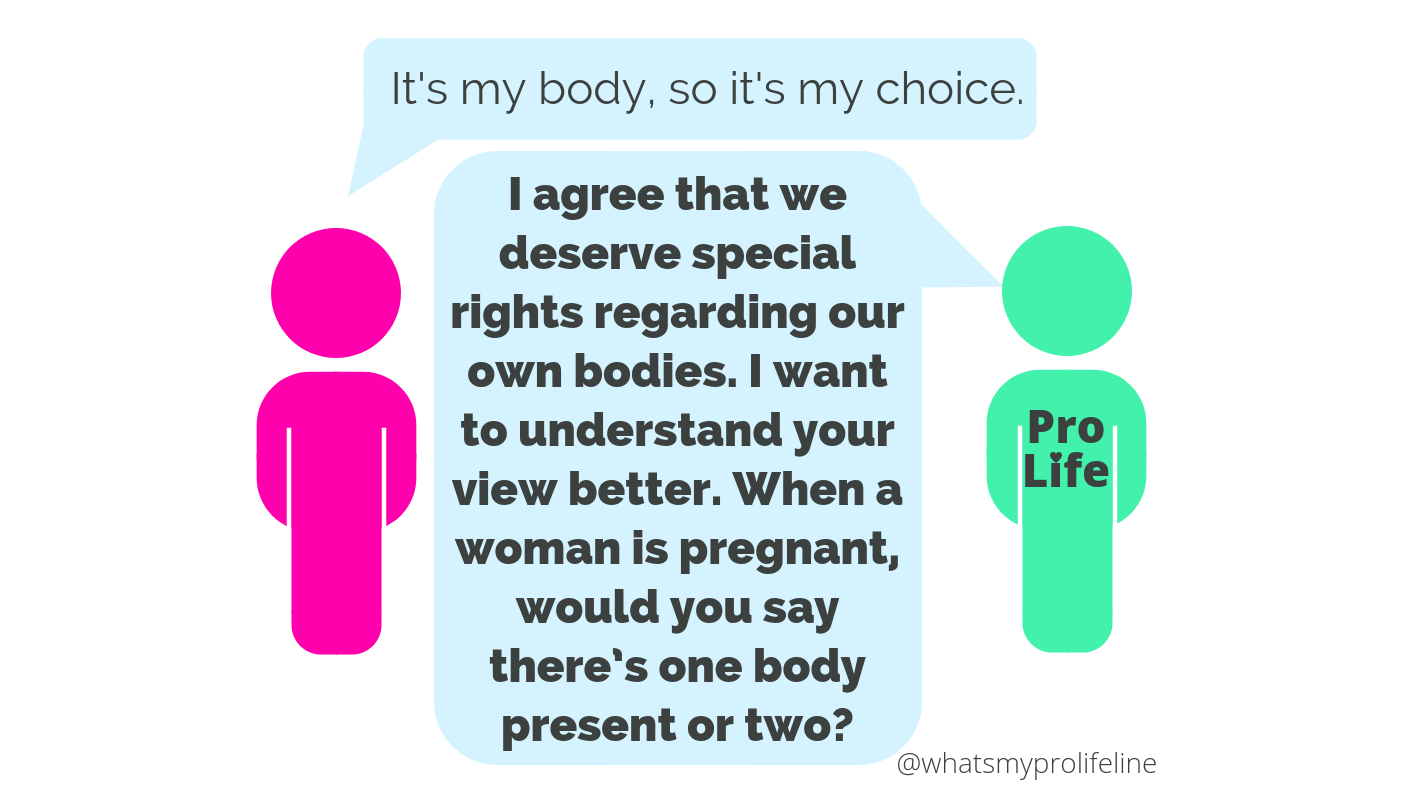 It's my body, so it's my choice.
I agree that we
deserve special
rights regarding our
own bodies. I want
to understand your
view better. When a
woman is pregnant,
would you say
there’s one body
present or two?
Pro
Life
@whatsmyprolifeline